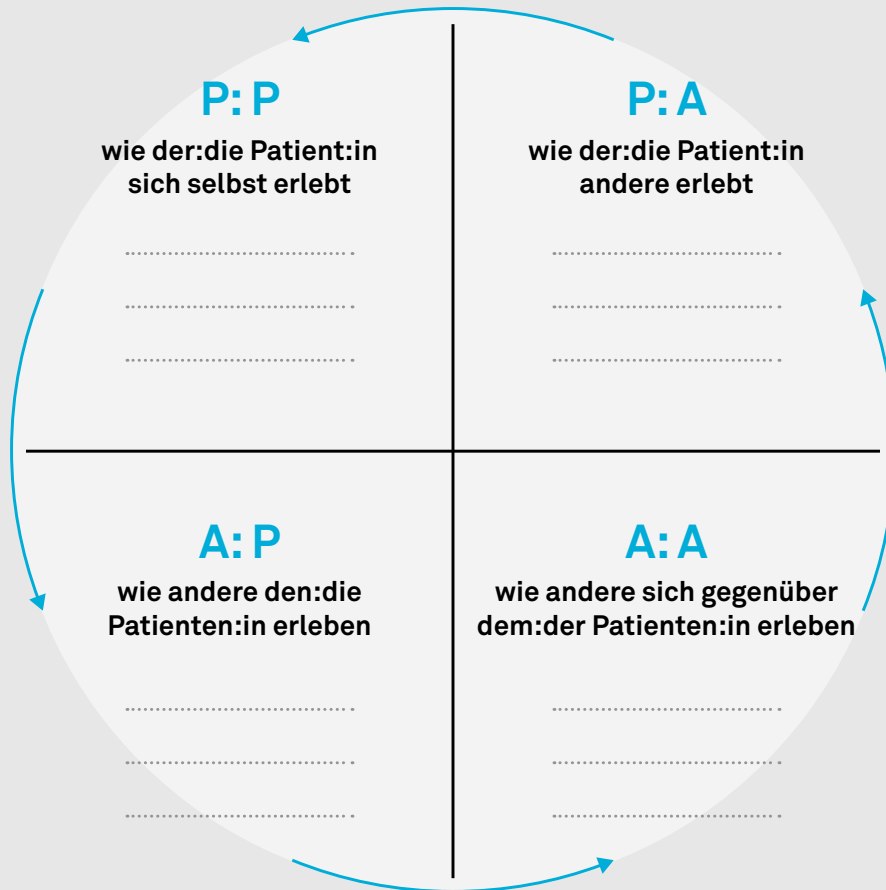 P: P
wie der:die Patient:in
sich selbst erlebt
P: A
wie der:die Patient:in
andere erlebt
A: P
wie andere den:die
Patienten:in erleben
A: A
wie andere sich gegenüber
dem:der Patienten:in erleben